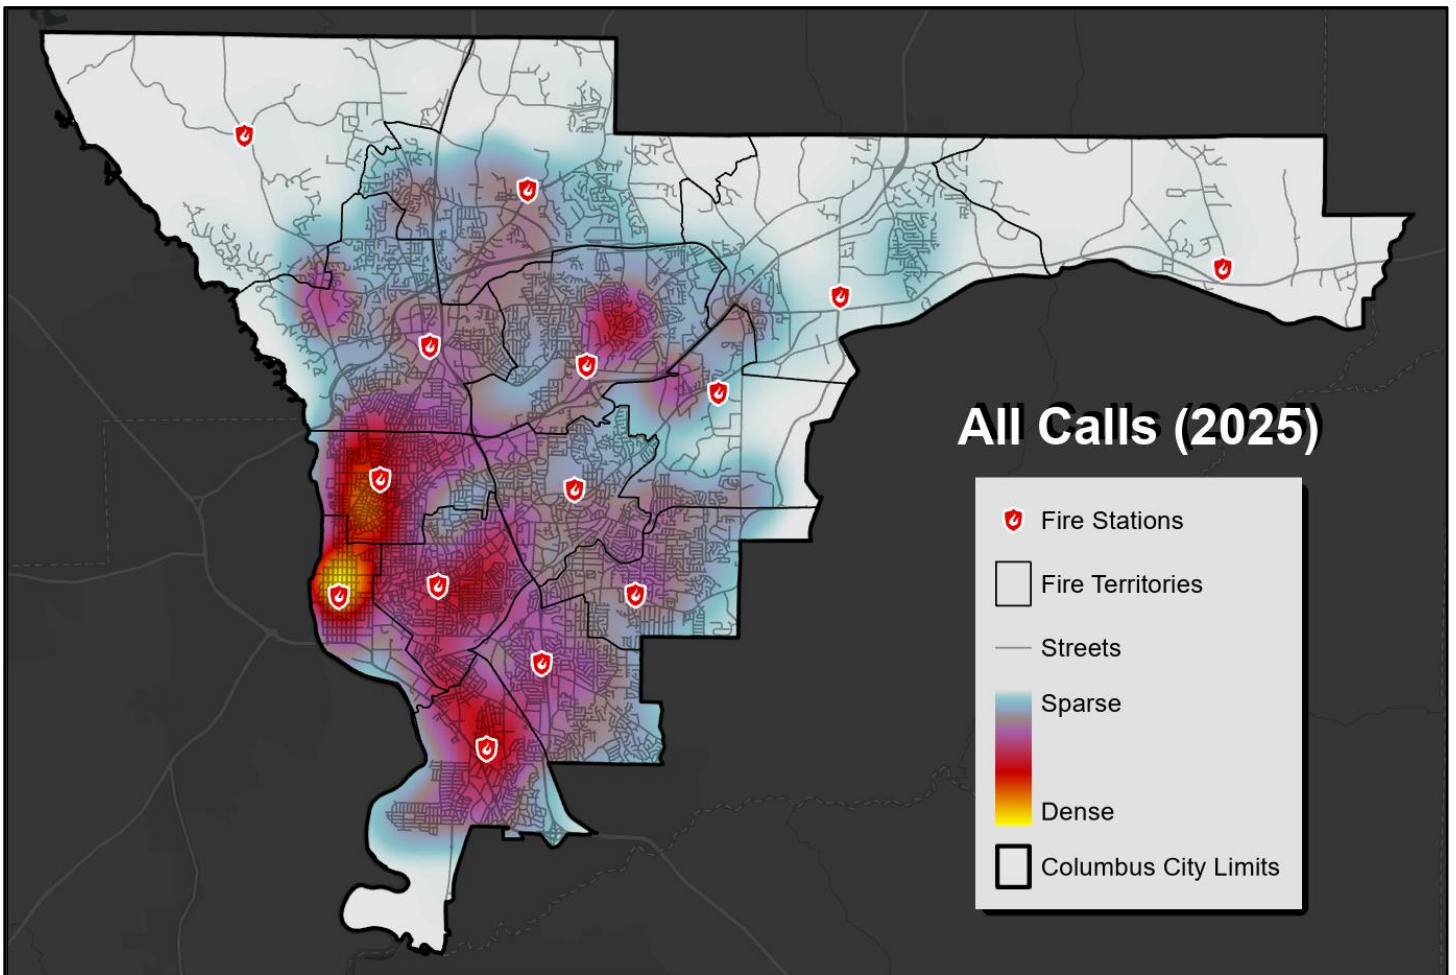 All Calls (2025)
Fire Stations
Fire Territories
Streets
Sparse
Dense
Columbus City Limits